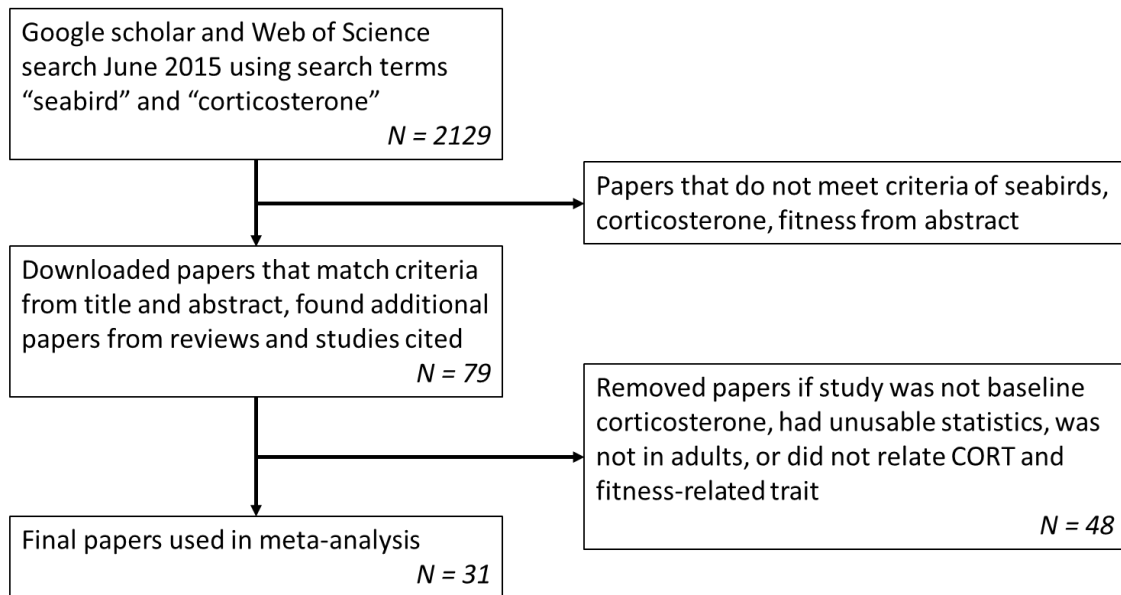 Google scholar and Web of Science
search June 2015 using search terms
“seabird” and “corticosterone”
N = 2129
Papers that do not meet criteria of seabirds,
corticosterone, fitness from abstract
Downloaded papers that match criteria
from title and abstract, found additional
papers from reviews and studies cited
N = 79
Removed papers if study was not baseline
corticosterone, had unusable statistics, was
not in adults, or did not relate CORT and
fitness-related trait
N = 48
Final papers used in meta-analysis
N = 31